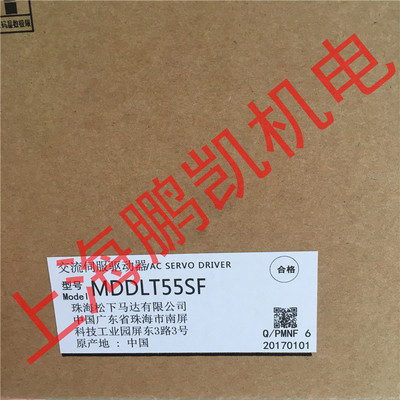 交流伺服驱动器/AC SERVO DRIVER
合格
型号
Model MDDLT55SF
珠海松下马达有限公司
中国广东省珠海市南屏
科技工业园屏东3路3号
原产地：中国
Q/PMNF 6
20170101
上海鹏凯机电